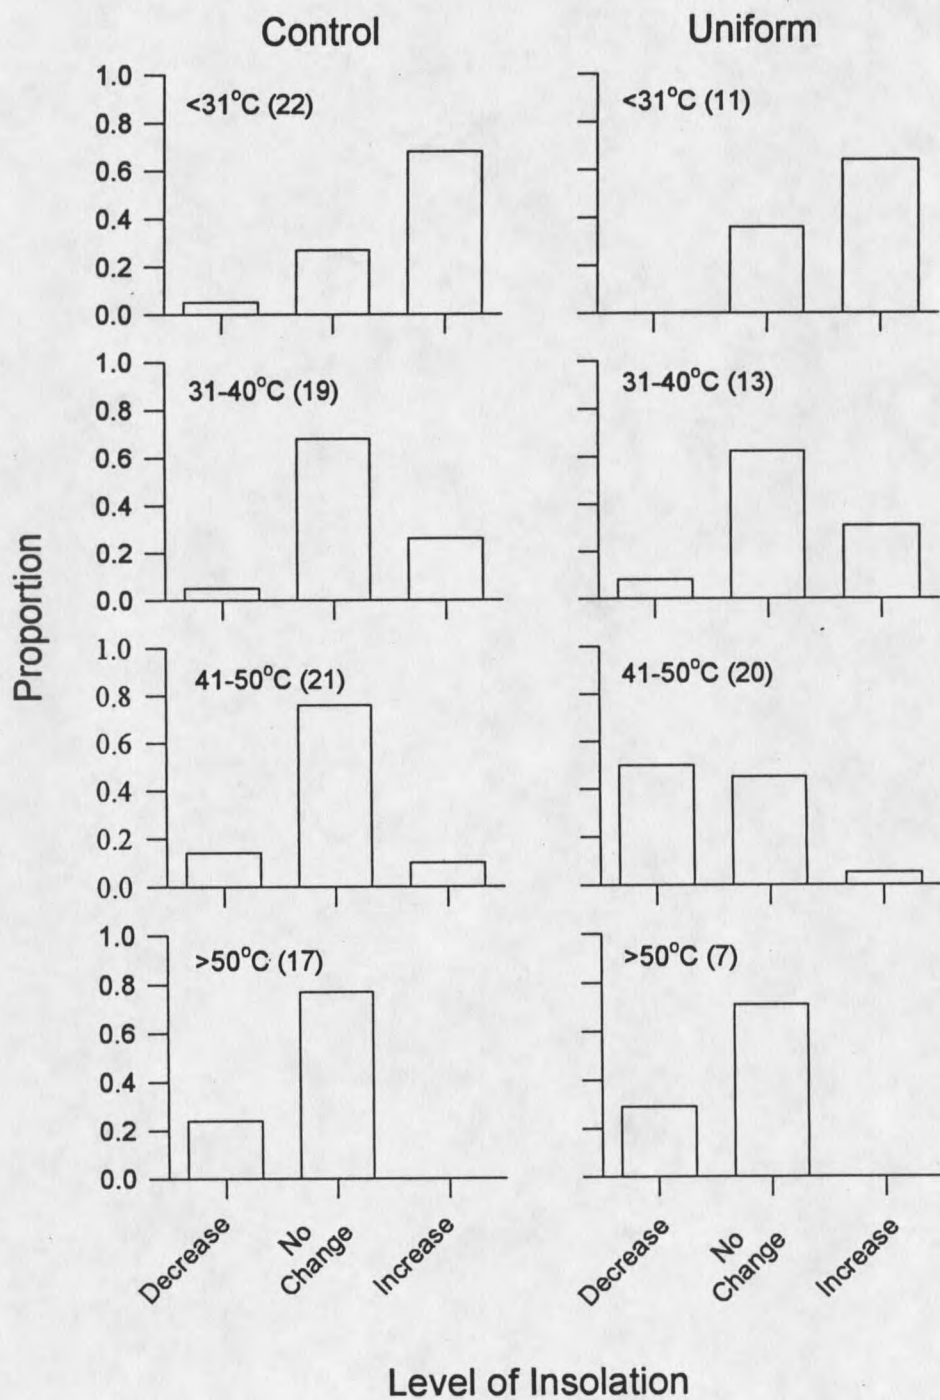 Control
Uniform
1.0
0.8
0.6
0.4
0.2
0.0
<31°C (22)
<31°C (11)
1.0
0.8
0.6
0.4
0.2
0.0
31-40°C (19)
31-40°C (13)
1.0
0.8
0.6
0.4
0.2
0.0
41-50°C (21)
41-50°C (20)
1.0
0.8
0.6
0.4
0.2
0.0
>50°C (17)
>50°C (7)
Proportion
Decrease
No
Change
Increase
Decrease
No
Change
Increase
Level of Insolation